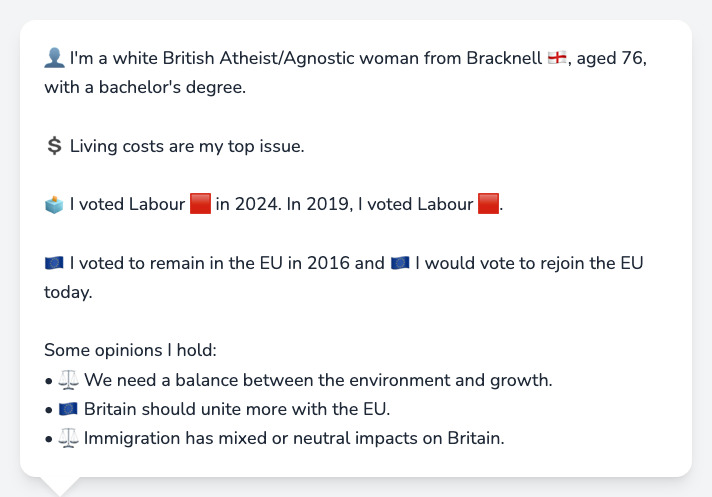 👤 I'm a white British Atheist/Agnostic woman from Bracknell 🏴󠁧󠁢󠁥󠁮󠁧󠁿, aged 76,
with a bachelor's degree.
💲 Living costs are my top issue.
🗳️ I voted Labour 🟥 in 2024. In 2019, I voted Labour 🟥.
🇪🇺 I voted to remain in the EU in 2016 and 🇪🇺 I would vote to rejoin the EU
today.
Some opinions I hold:
• ⚖️ We need a balance between the environment and growth.
• 🇪🇺 Britain should unite more with the EU.
• ⚖️ Immigration has mixed or neutral impacts on Britain.